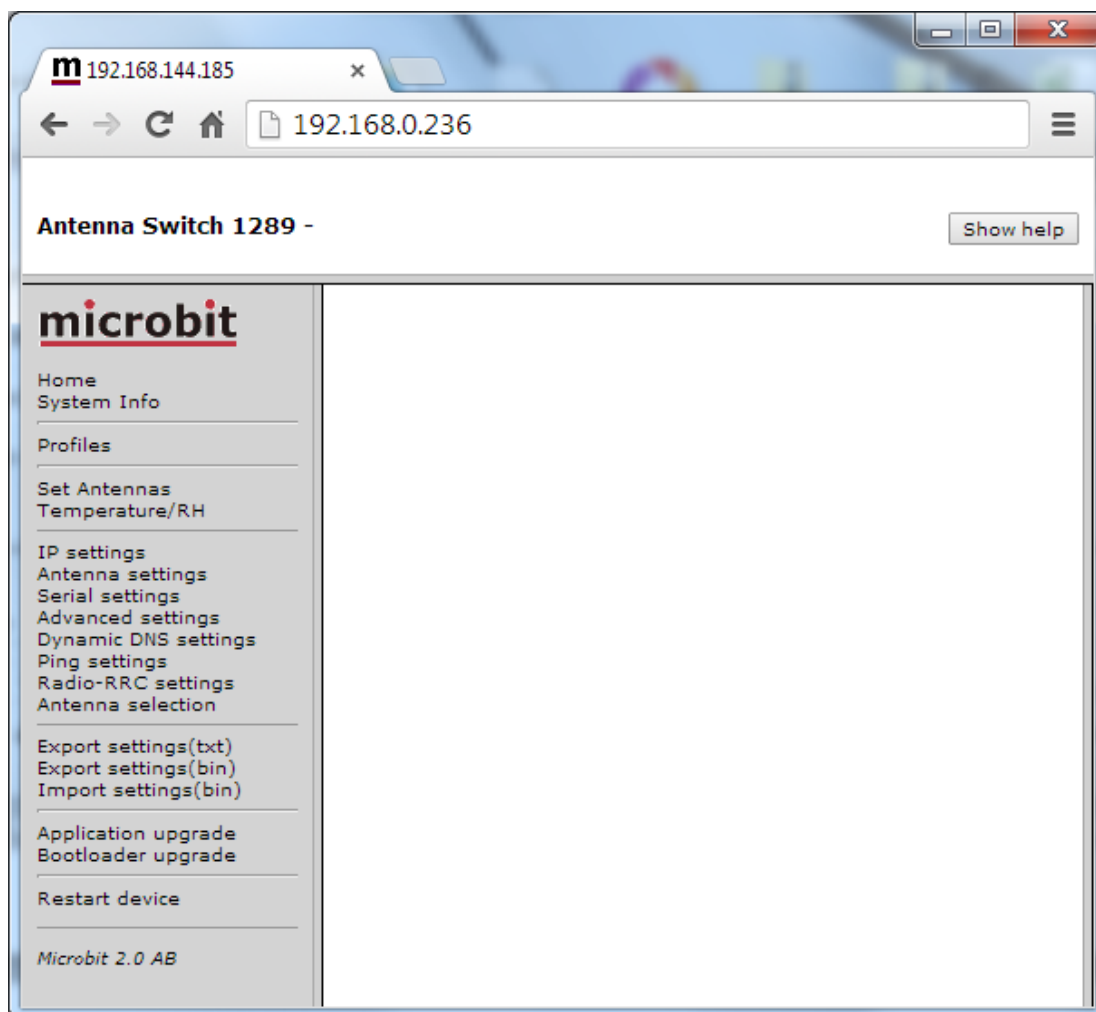 m 192.168.144.185
192.168.0.236
Antenna Switch 1289 -
Show help
microbit
Home
System Info
Profiles
Set Antennas
Temperature/RH
IP settings
Antenna settings
Serial settings
Advanced settings
Dynamic DNS settings
Ping settings
Radio-RRC settings
Antenna selection
Export settings(txt)
Export settings(bin)
Import settings(bin)
Application upgrade
Bootloader upgrade
Restart device
Microbit 2.0 AB